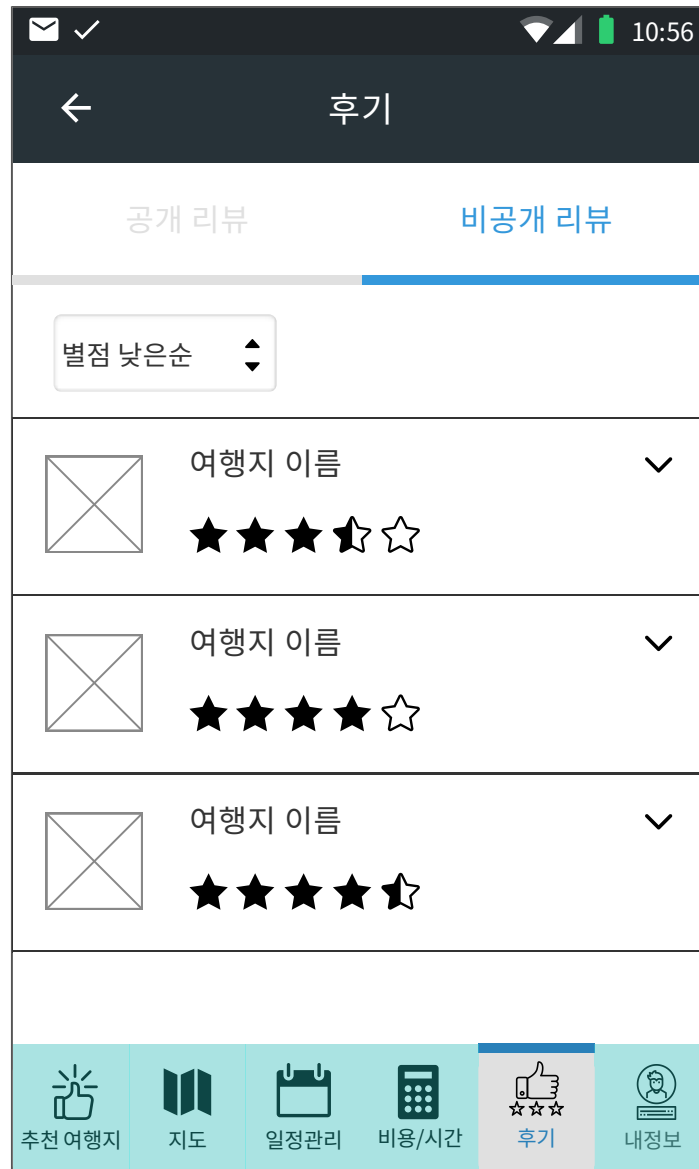 10:56
후기
공개 리뷰
비공개 리뷰
별점 낮은순
여행지 이름
여행지 이름
여행지 이름
추천 여행지
지도
일정관리
비용/시간
후기
내정보